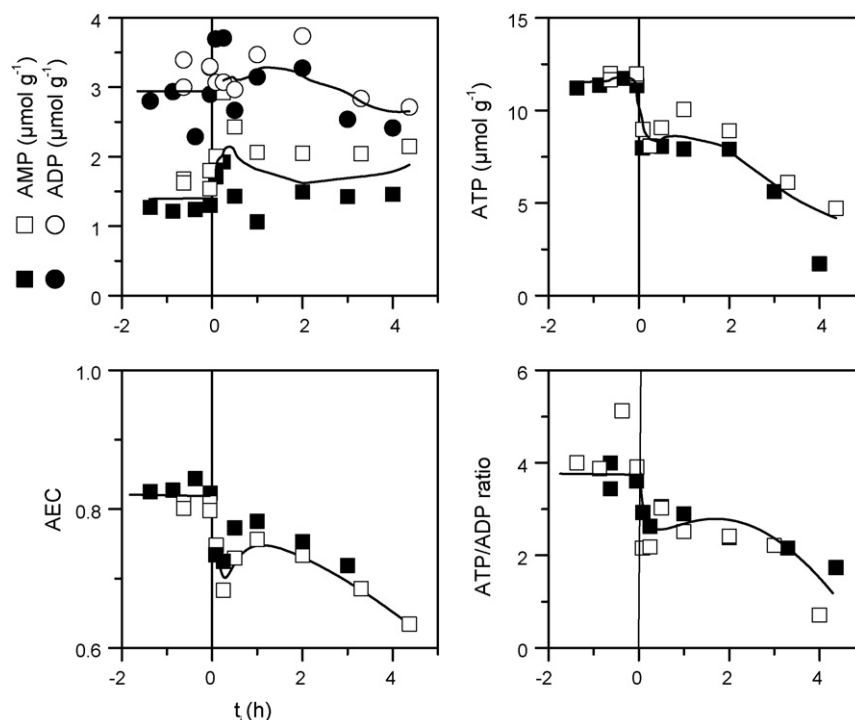 AMP (µmol g⁻¹)
ADP (µmol g⁻¹)
4
3
2
1
0
-2 0 2 4
ATP (µmol g⁻¹)
15
10
5
0
-2 0 2 4
AEC
1.0
0.8
0.6
-2 0 2 4
tᵢ (h)
ATP/ADP ratio
6
4
2
0
-2 0 2 4